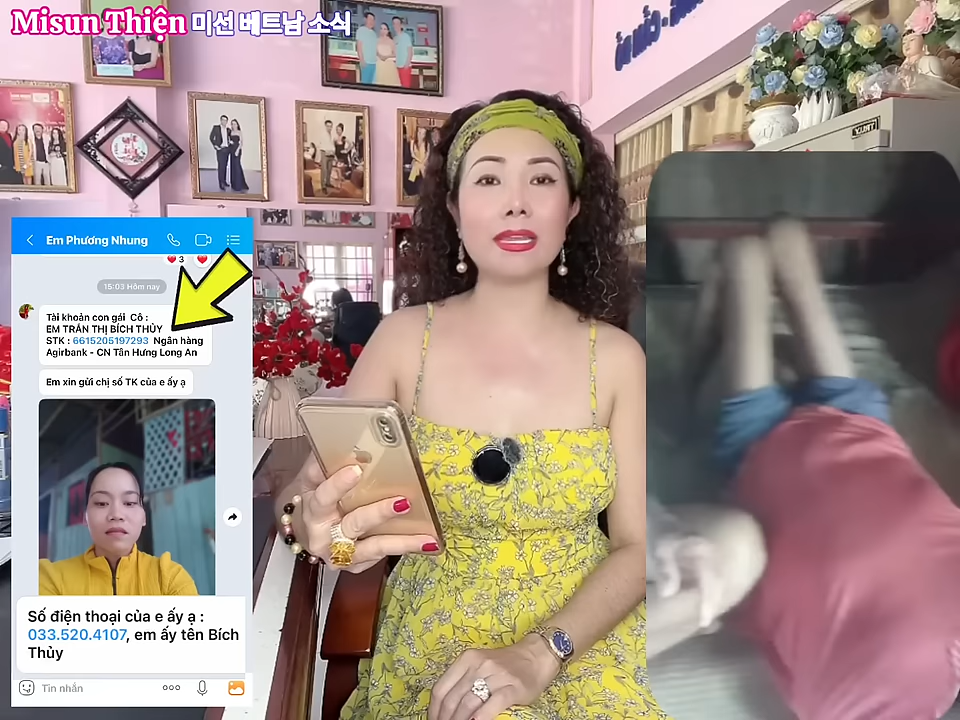 Misun Thiện 미선 베트남 소식
YUMI
Em Phương Nhung
3
15:03 Hôm nay
Tài khoản con gái Cô :
EM TRẦN THỊ BÍCH THỦY
STK : 6615205197293 Ngân hàng
Agirbank - CN Tân Hưng Long An
Em xin gửi chị số TK của e ấy ạ
Số điện thoại của e ấy ạ :
033.520.4107, em ấy tên Bích
Thủy
Tin nhắn